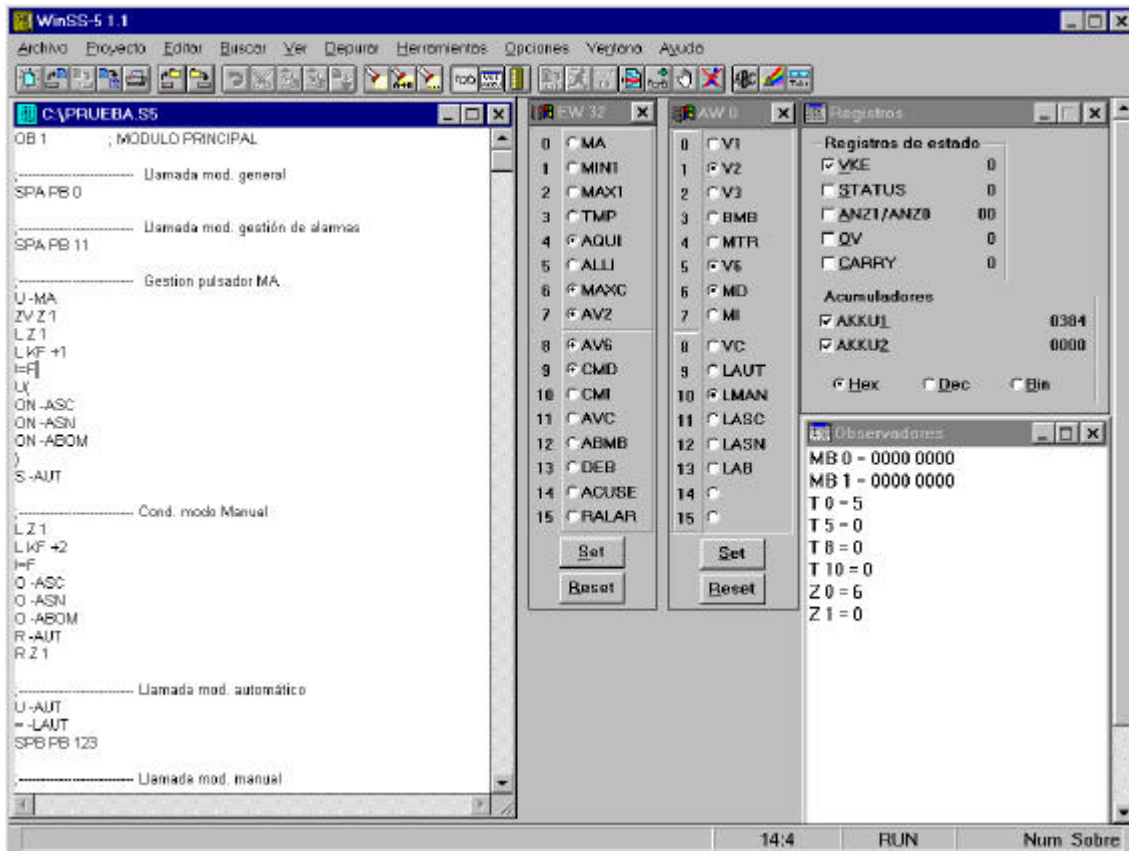 WinSS-5 1.1
Archivo Proyecto Editar Buscar Ver Depurar Herramientas Opciones Ventana Ayuda
C:\PRUEBA.S5
OB 1 ; MODULO PRINCIPAL
;-------------------------- Llamada mod. general
SPA PB 0
;-------------------------- Llamada mod. gestión de alarmas
SPA PB 11
;-------------------------- Gestion pulsador MA
U -MA
ZV Z 1
L Z 1
L KF +1
!=F
U(
ON -ASC
ON -ASN
ON -ABOM
)
S -AUT
;-------------------------- Cond. modo Manual
L Z 1
L KF +2
!=F
O -ASC
O -ASN
O -ABOM
R -AUT
R Z 1
;-------------------------- Llamada mod. automático
U -AUT
= -LAUT
SPB PB 123
;-------------------------- Llamada mod. manual
EW 32
0 MA
1 MIN1
2 MAX1
3 TMP
4 AQUI
5 ALLI
6 MAXC
7 AV2
8 AV6
9 CMD
10 CMI
11 AVC
12 ABMB
13 DEB
14 ACUSE
15 RALAR
Set
Reset
AW 0
0 V1
1 V2
2 V3
3 BMB
4 MTR
5 V6
6 MD
7 MI
8 VC
9 LAUT
10 LMAN
11 LASC
12 LASN
13 LAB
14
15
Set
Reset
Registros
Registros de estado
VKE 0
STATUS 0
ANZ1/ANZ0 00
OV 0
CARRY 0
Acumuladores
AKKU1 0384
AKKU2 0000
Hex Dec Bin
Observadores
MB 0 = 0000 0000
MB 1 = 0000 0000
T 0 = 5
T 5 = 0
T 8 = 0
T 10 = 0
Z 0 = 6
Z 1 = 0
14:4 RUN Num Sobre